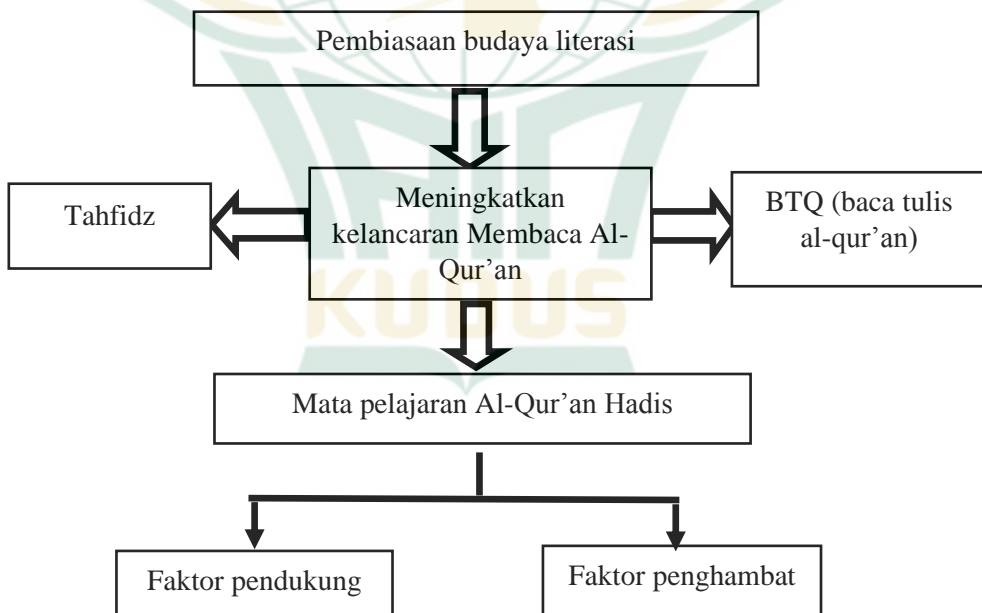 Pembiasaan budaya literasi
Tahfidz
Meningkatkan
kelancaran Membaca Al-
Qur’an
BTQ (baca tulis
al-qur’an)
KUDUS
Mata pelajaran Al-Qur’an Hadis
Faktor pendukung
Faktor penghambat